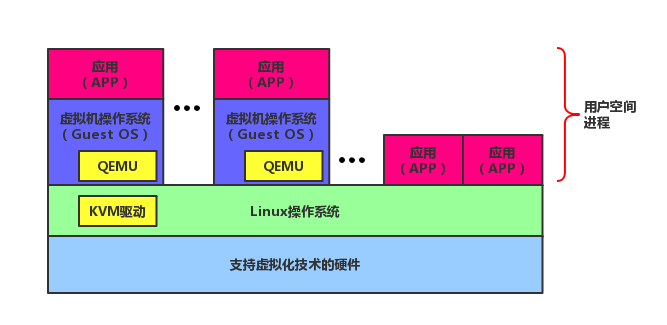 应用
（APP）
应用
（APP）
虚拟机操作系统
（Guest OS）
虚拟机操作系统
（Guest OS）
QEMU
QEMU
•••
•••
应用
（APP）
应用
（APP）
用户空间
进程
KVM驱动
Linux操作系统
支持虚拟化技术的硬件